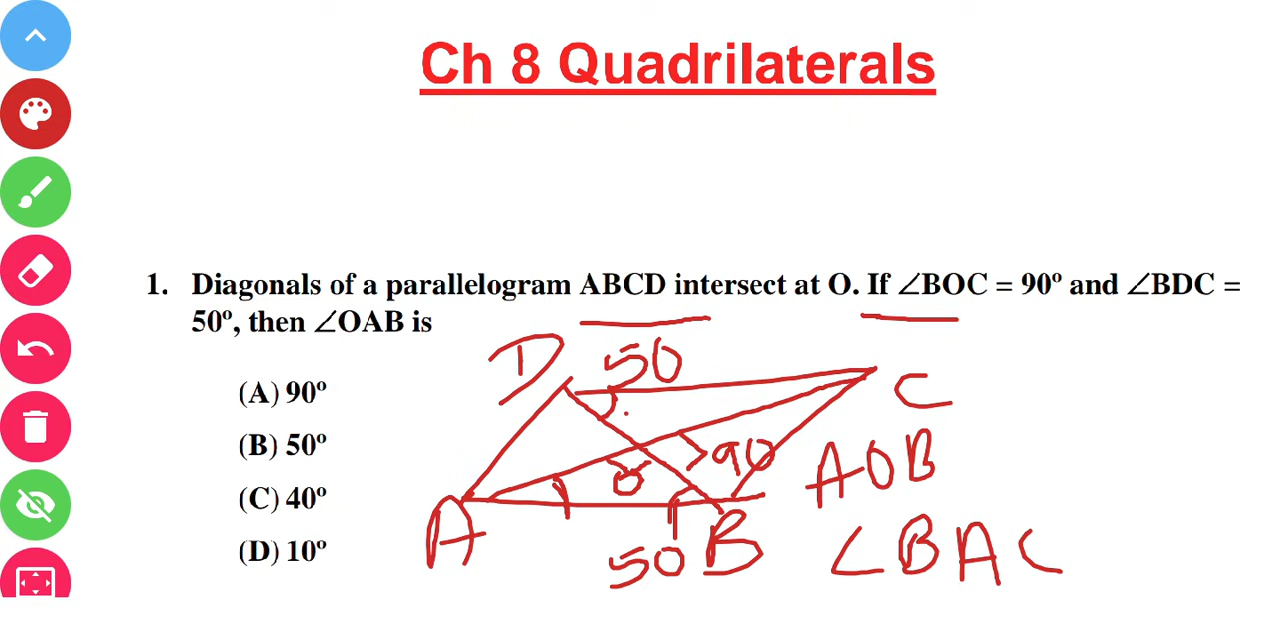 Ch 8 Quadrilaterals
1. Diagonals of a parallelogram ABCD intersect at O. If ∠BOC = 90º and ∠BDC =
50º, then ∠OAB is
(A) 90º
(B) 50º
(C) 40º
(D) 10º
D 50
C
90
O
AOB
A
50 B
∠BAC